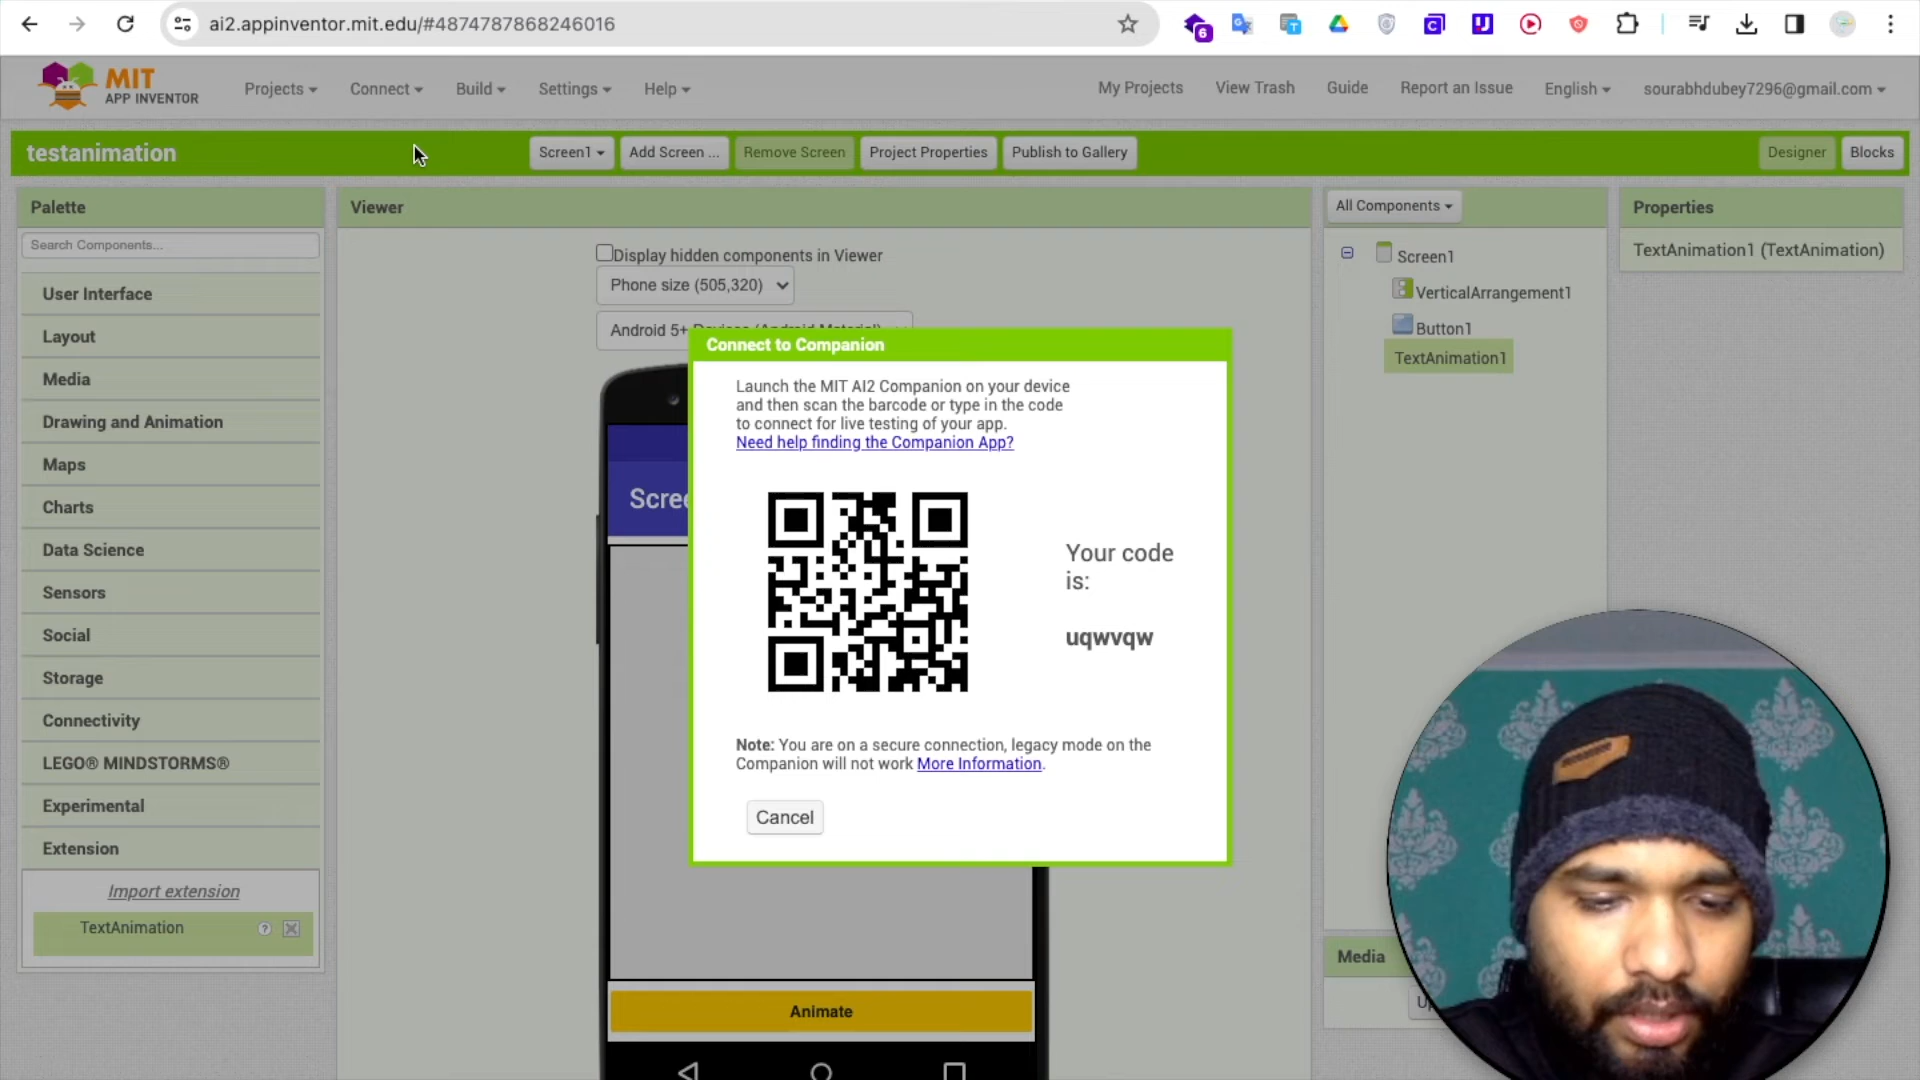 ai2.appinventor.mit.edu/#4874787868246016
6
MIT
APP INVENTOR
Projects
Connect
Build
Settings
Help
My Projects
View Trash
Guide
Report an Issue
English
sourabhdubey7296@gmail.com
testanimation
Screen1
Add Screen ...
Remove Screen
Project Properties
Publish to Gallery
Designer
Blocks
Palette
Search Components...
User Interface
Layout
Media
Drawing and Animation
Maps
Charts
Data Science
Sensors
Social
Storage
Connectivity
LEGO® MINDSTORMS®
Experimental
Extension
Import extension
TextAnimation
Viewer
Display hidden components in Viewer
Phone size (505,320)
Android 5+ Devices (Android Material)
Scree
Connect to Companion
Launch the MIT AI2 Companion on your device
and then scan the barcode or type in the code
to connect for live testing of your app.
Need help finding the Companion App?
Your code
is:
uqwvqw
Note: You are on a secure connection, legacy mode on the
Companion will not work More Information.
Cancel
Animate
All Components
Screen1
VerticalArrangement1
Button1
TextAnimation1
Media
Properties
TextAnimation1 (TextAnimation)